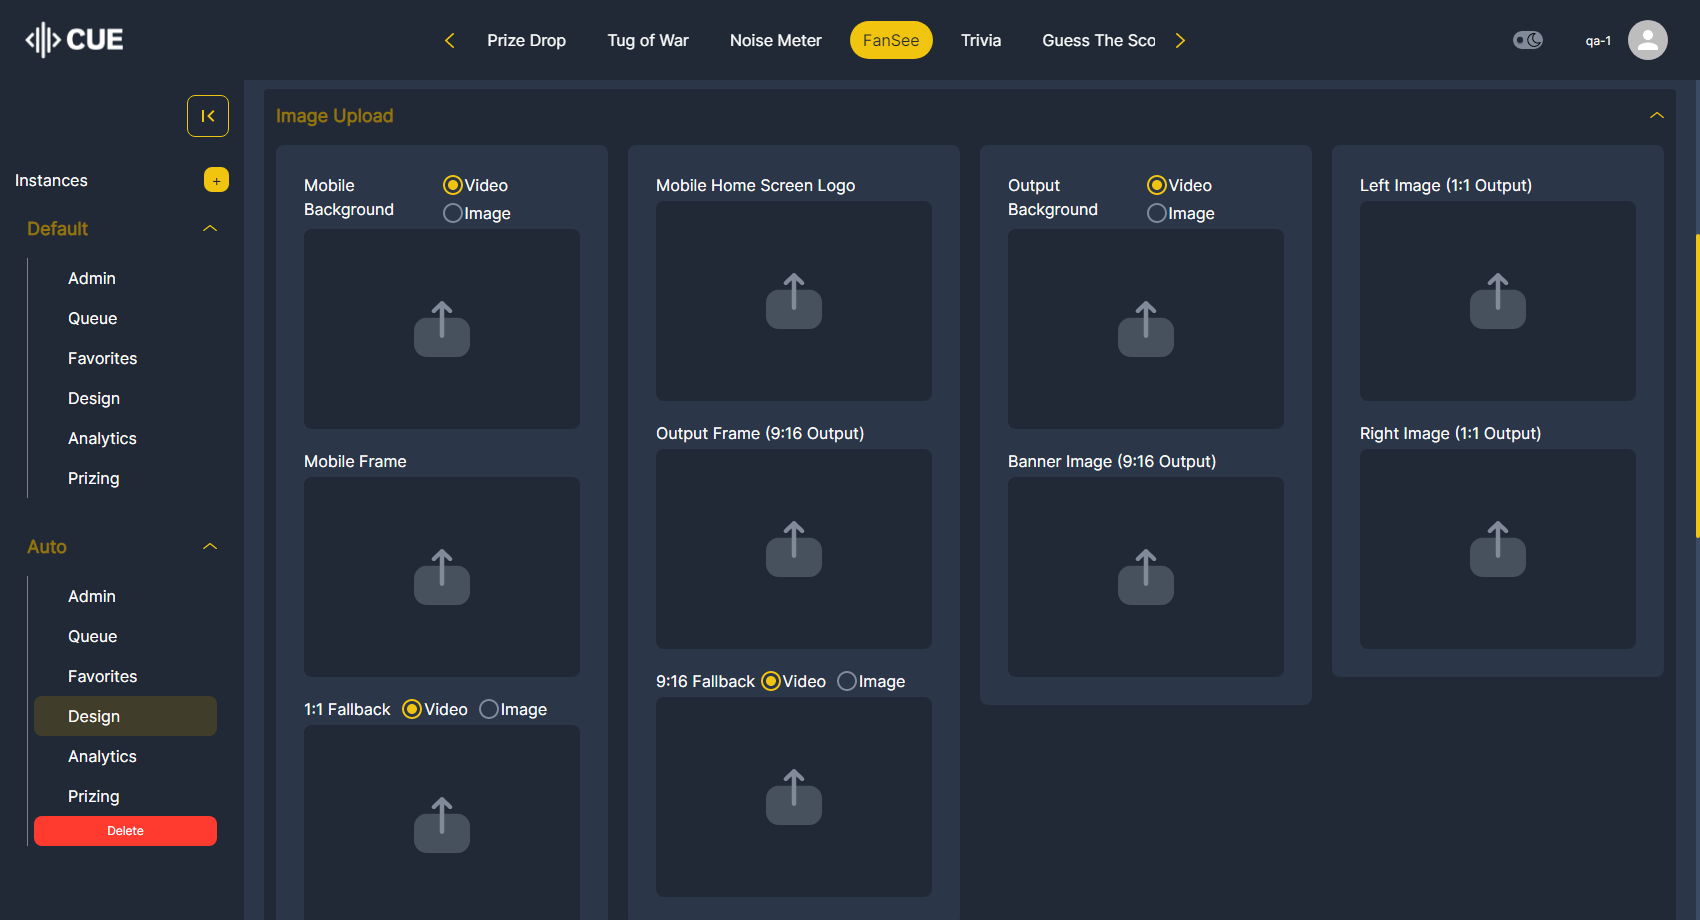 CUE
Prize Drop
Tug of War
Noise Meter
FanSee
Trivia
Guess The Sco
qa-1
Instances
+
Default
Admin
Queue
Favorites
Design
Analytics
Prizing
Auto
Admin
Queue
Favorites
Design
Analytics
Prizing
Delete
Image Upload
Mobile
Background
Video
Image
Mobile Frame
1:1 Fallback Video Image
Mobile Home Screen Logo
Output Frame (9:16 Output)
9:16 Fallback Video Image
Output
Background
Video
Image
Banner Image (9:16 Output)
Left Image (1:1 Output)
Right Image (1:1 Output)